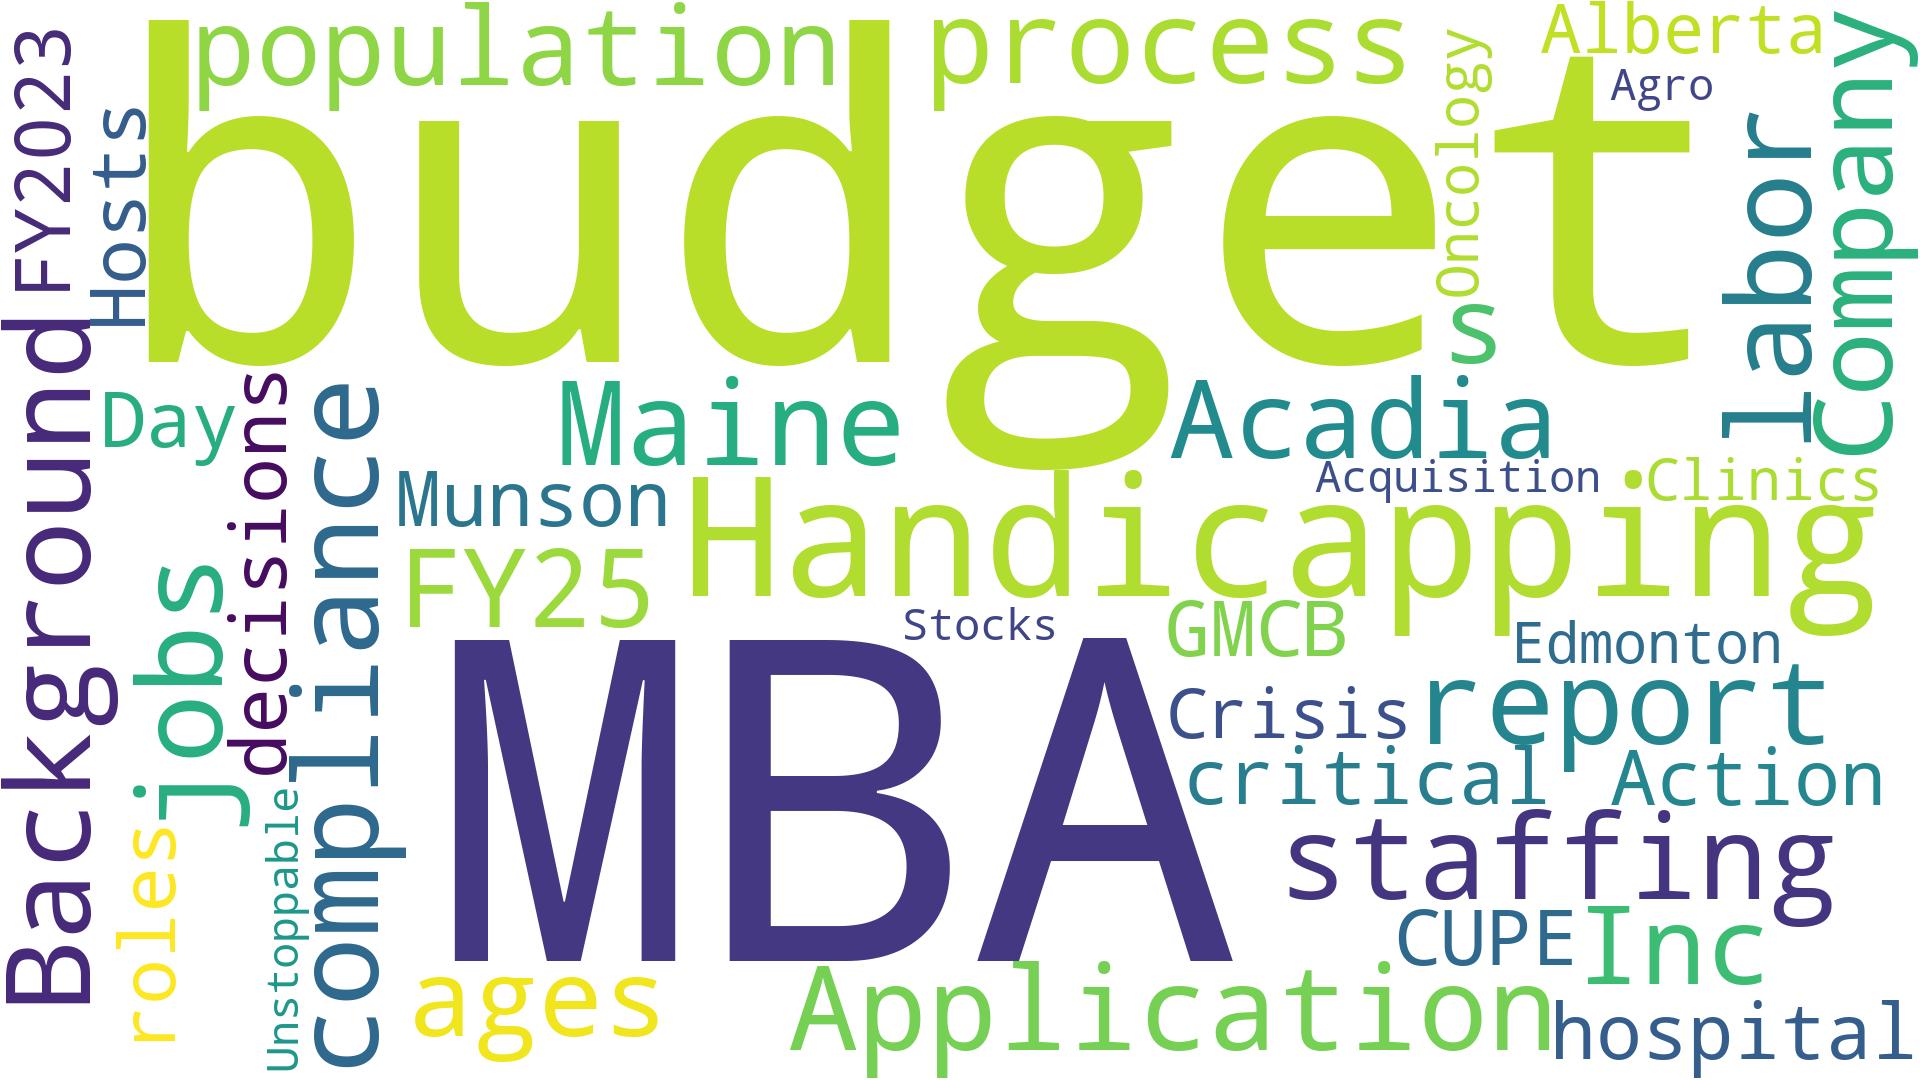 population
process
Alberta
Agro
Company
FY2023
Hosts
budget
Oncology
labor
s
Background
Day
decisions
compliance
Maine
Acadia
Munson
Acquisition
Clinics
Handicapping
jobs
FY25
Stocks
GMCB
Edmonton
MBA
Crisis
report
critical
Action
roles
Unstoppable
staffing
CUPE
Inc
ages
Application
hospital